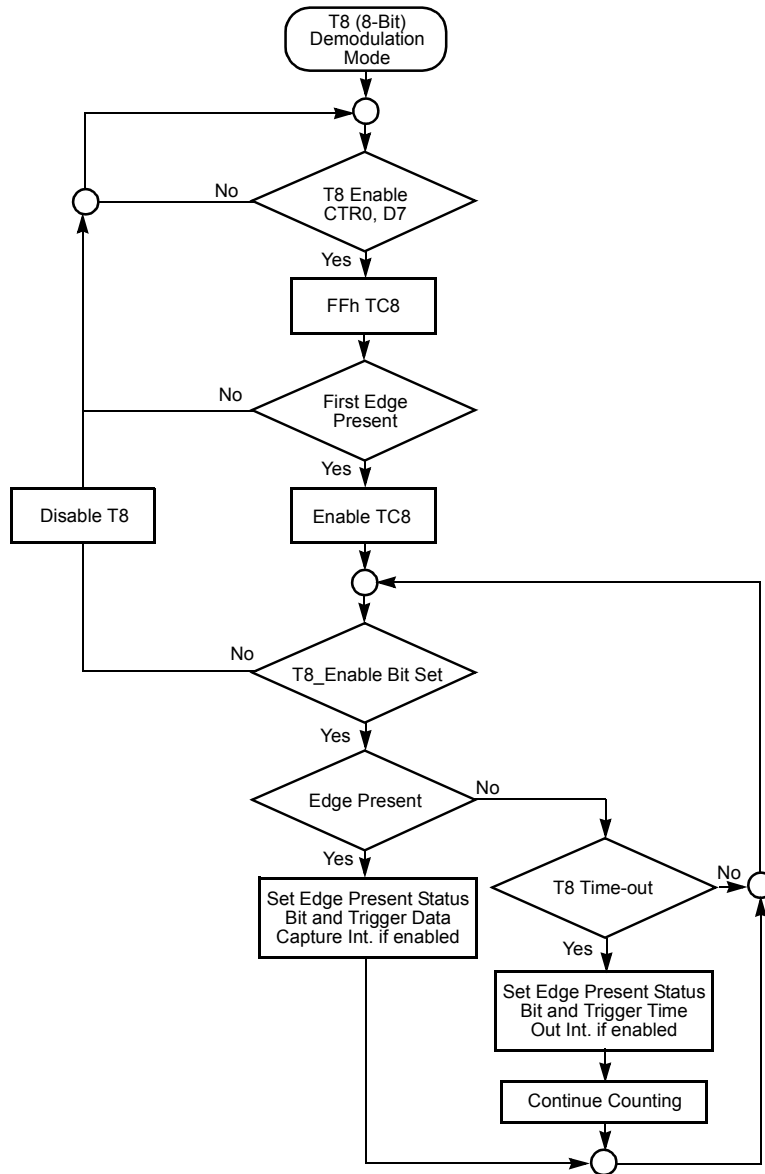 T8 (8-Bit)
Demodulation
Mode
No
T8 Enable
CTR0, D7
Yes
FFh TC8
No
First Edge
Present
Yes
Disable T8
Enable TC8
No
T8_Enable Bit Set
Yes
Edge Present
No
Yes
T8 Time-out
No
Set Edge Present Status
Bit and Trigger Data
Capture Int. if enabled
Yes
Set Edge Present Status
Bit and Trigger Time
Out Int. if enabled
Continue Counting